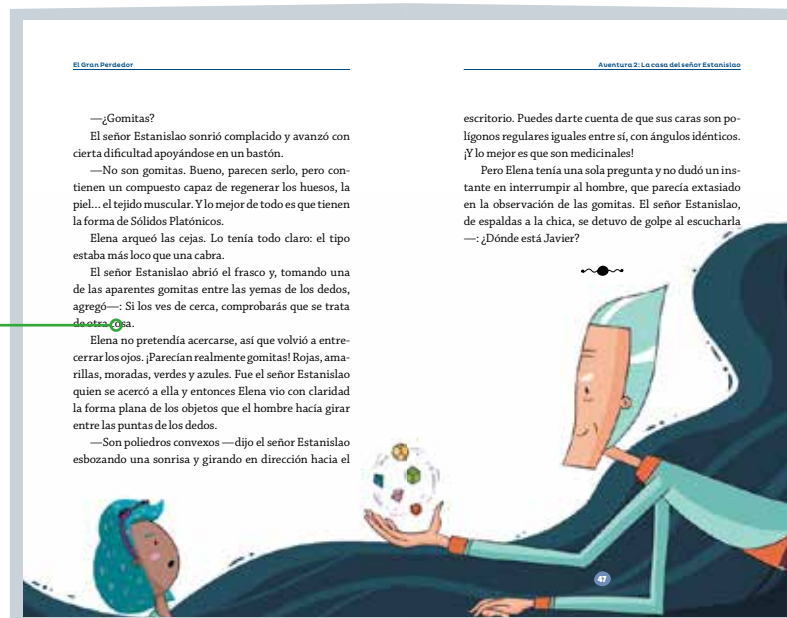 El Gran Perdedor
—¿Gomitas?
El señor Estanislao sonrió complacido y avanzó con
cierta dificultad apoyándose en un bastón.
—No son gomitas. Bueno, parecen serlo, pero con-
tienen un compuesto capaz de regenerar los huesos, la
piel... el tejido muscular. Y lo mejor de todo es que tienen
la forma de Sólidos Platónicos.
Elena arqueó las cejas. Lo tenía todo claro: el tipo
estaba más loco que una cabra.
El señor Estanislao abrió el frasco y, tomando una
de las aparentes gomitas entre las yemas de los dedos,
agregó—: Si los ves de cerca, comprobarás que se trata
de otra cosa.
Elena no pretendía acercarse, así que volvió a entre-
cerrar los ojos. ¡Parecían realmente gomitas! Rojas, ama-
rillas, moradas, verdes y azules. Fue el señor Estanislao
quien se acercó a ella y entonces Elena vio con claridad
la forma plana de los objetos que el hombre hacía girar
entre las puntas de los dedos.
—Son poliedros convexos —dijo el señor Estanislao
esbozando una sonrisa y girando en dirección hacia el
Aventura 2: La casa del señor Estanislao
escritorio. Puedes darte cuenta de que sus caras son po-
lígonos regulares iguales entre sí, con ángulos idénticos.
¡Y lo mejor es que son medicinales!
Pero Elena tenía una sola pregunta y no dudó un ins-
tante en interrumpir al hombre, que parecía extasiado
en la observación de las gomitas. El señor Estanislao,
de espaldas a la chica, se detuvo de golpe al escucharla
—: ¿Dónde está Javier?
47